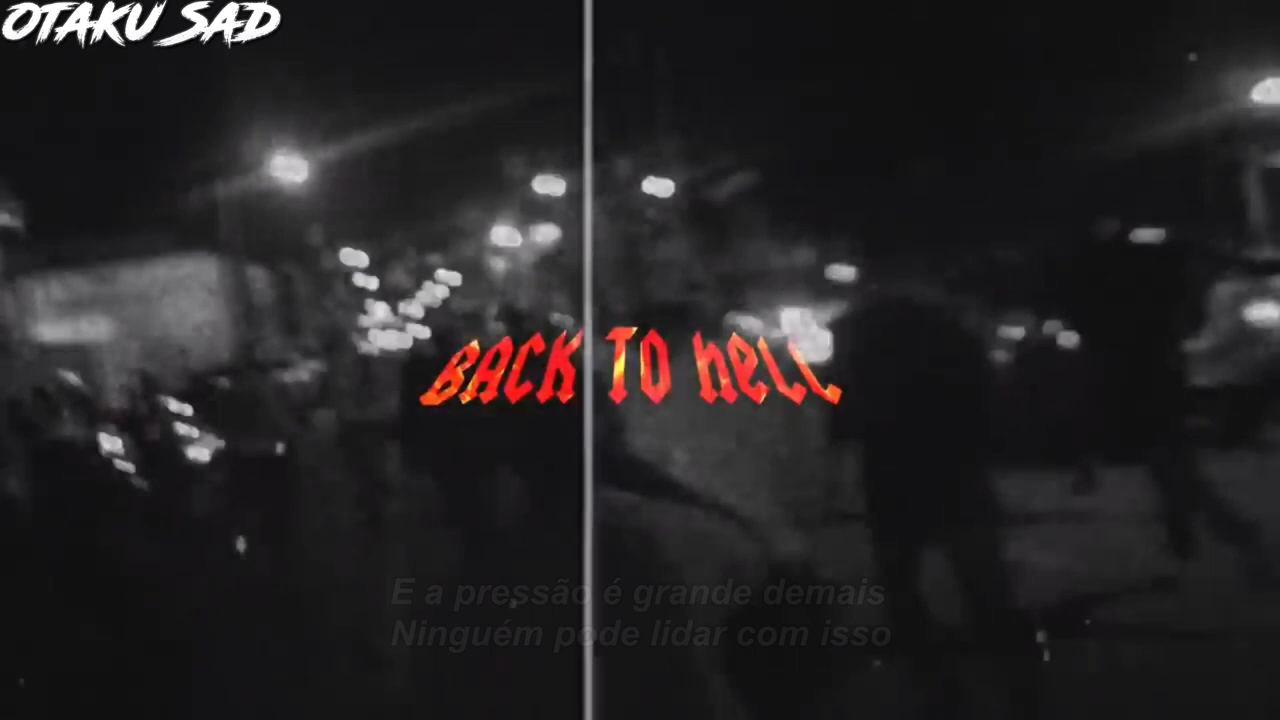 OTAKU SAD
BACK TO hELL
E a pressão é grande demais
Ninguém pode lidar com isso